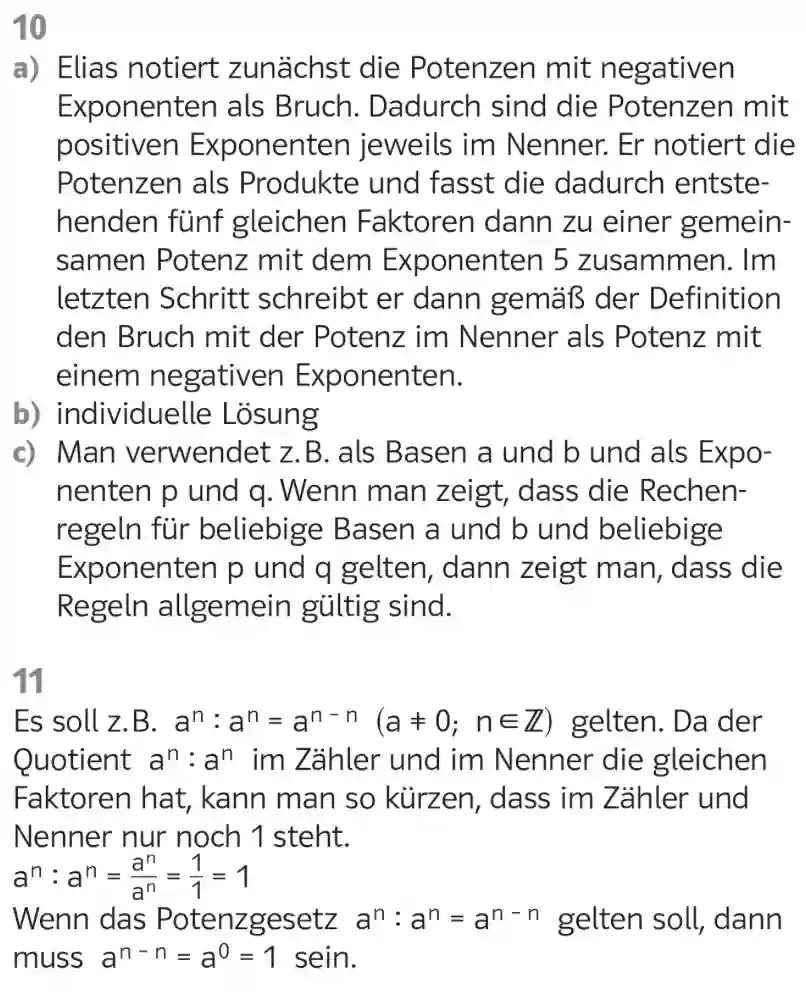 10
a) Elias notiert zunächst die Potenzen mit negativen
Exponenten als Bruch. Dadurch sind die Potenzen mit
positiven Exponenten jeweils im Nenner. Er notiert die
Potenzen als Produkte und fasst die dadurch entste-
henden fünf gleichen Faktoren dann zu einer gemein-
samen Potenz mit dem Exponenten 5 zusammen. Im
letzten Schritt schreibt er dann gemäß der Definition
den Bruch mit der Potenz im Nenner als Potenz mit
einem negativen Exponenten.
b) individuelle Lösung
c) Man verwendet z. B. als Basen a und b und als Expo-
nenten p und q. Wenn man zeigt, dass die Rechen-
regeln für beliebige Basen a und b und beliebige
Exponenten p und q gelten, dann zeigt man, dass die
Regeln allgemein gültig sind.
11
Es soll z. B. aⁿ : aⁿ = aⁿ⁻ⁿ (a ≠ 0; n ∈ ℤ) gelten. Da der
Quotient aⁿ : aⁿ im Zähler und im Nenner die gleichen
Faktoren hat, kann man so kürzen, dass im Zähler und
Nenner nur noch 1 steht.
aⁿ : aⁿ = aⁿ/aⁿ = 1/1 = 1
Wenn das Potenzgesetz aⁿ : aⁿ = aⁿ⁻ⁿ gelten soll, dann
muss aⁿ⁻ⁿ = a⁰ = 1 sein.